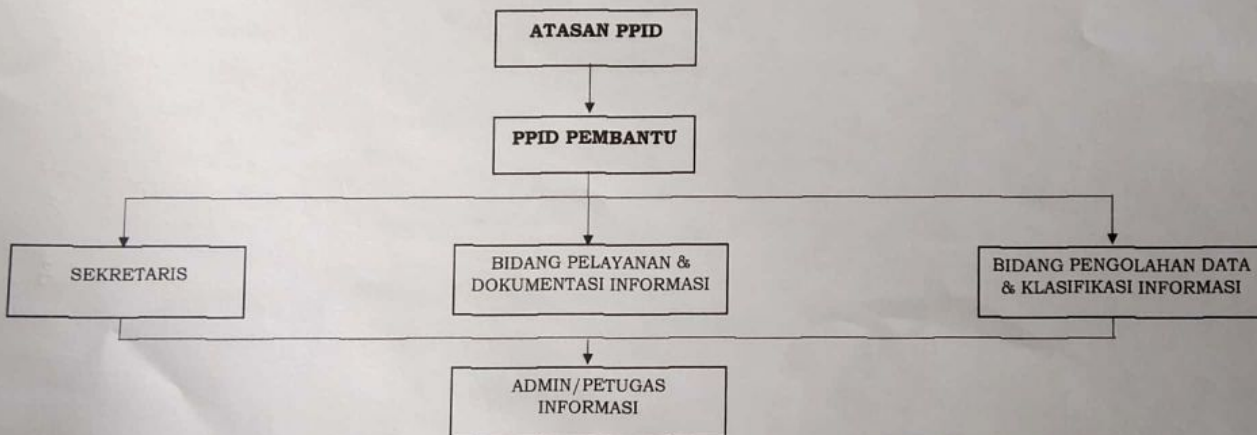 ATASAN PPID
PPID PEMBANTU
SEKRETARIS
BIDANG PELAYANAN &
DOKUMENTASI INFORMASI
BIDANG PENGOLAHAN DATA
& KLASIFIKASI INFORMASI
ADMIN/PETUGAS
INFORMASI